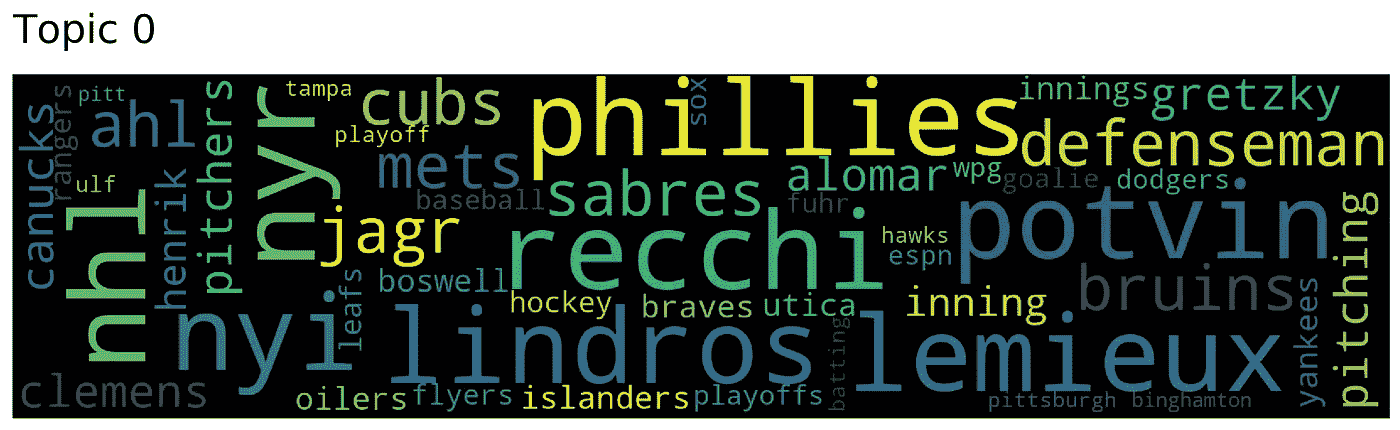 Topic 0
pitt
tampa
cubs
phillies
sox
innings
gretzky
canucks
rangers
ahl
pitchers
nyr
playoff
defenseman
mets
sabres
alomar
wpg
goalie
dodgers
ulf
nhl
henrik
baseball
fuhr
potvin
pitching
jagr
recchi
hawks
espn
leafs
boswell
bruins
hockey
braves
utica
inning
yankees
nyi
lindros
batting
lemieux
clemens
oilers
flyers
islanders
playoffs
pittsburgh
binghamton